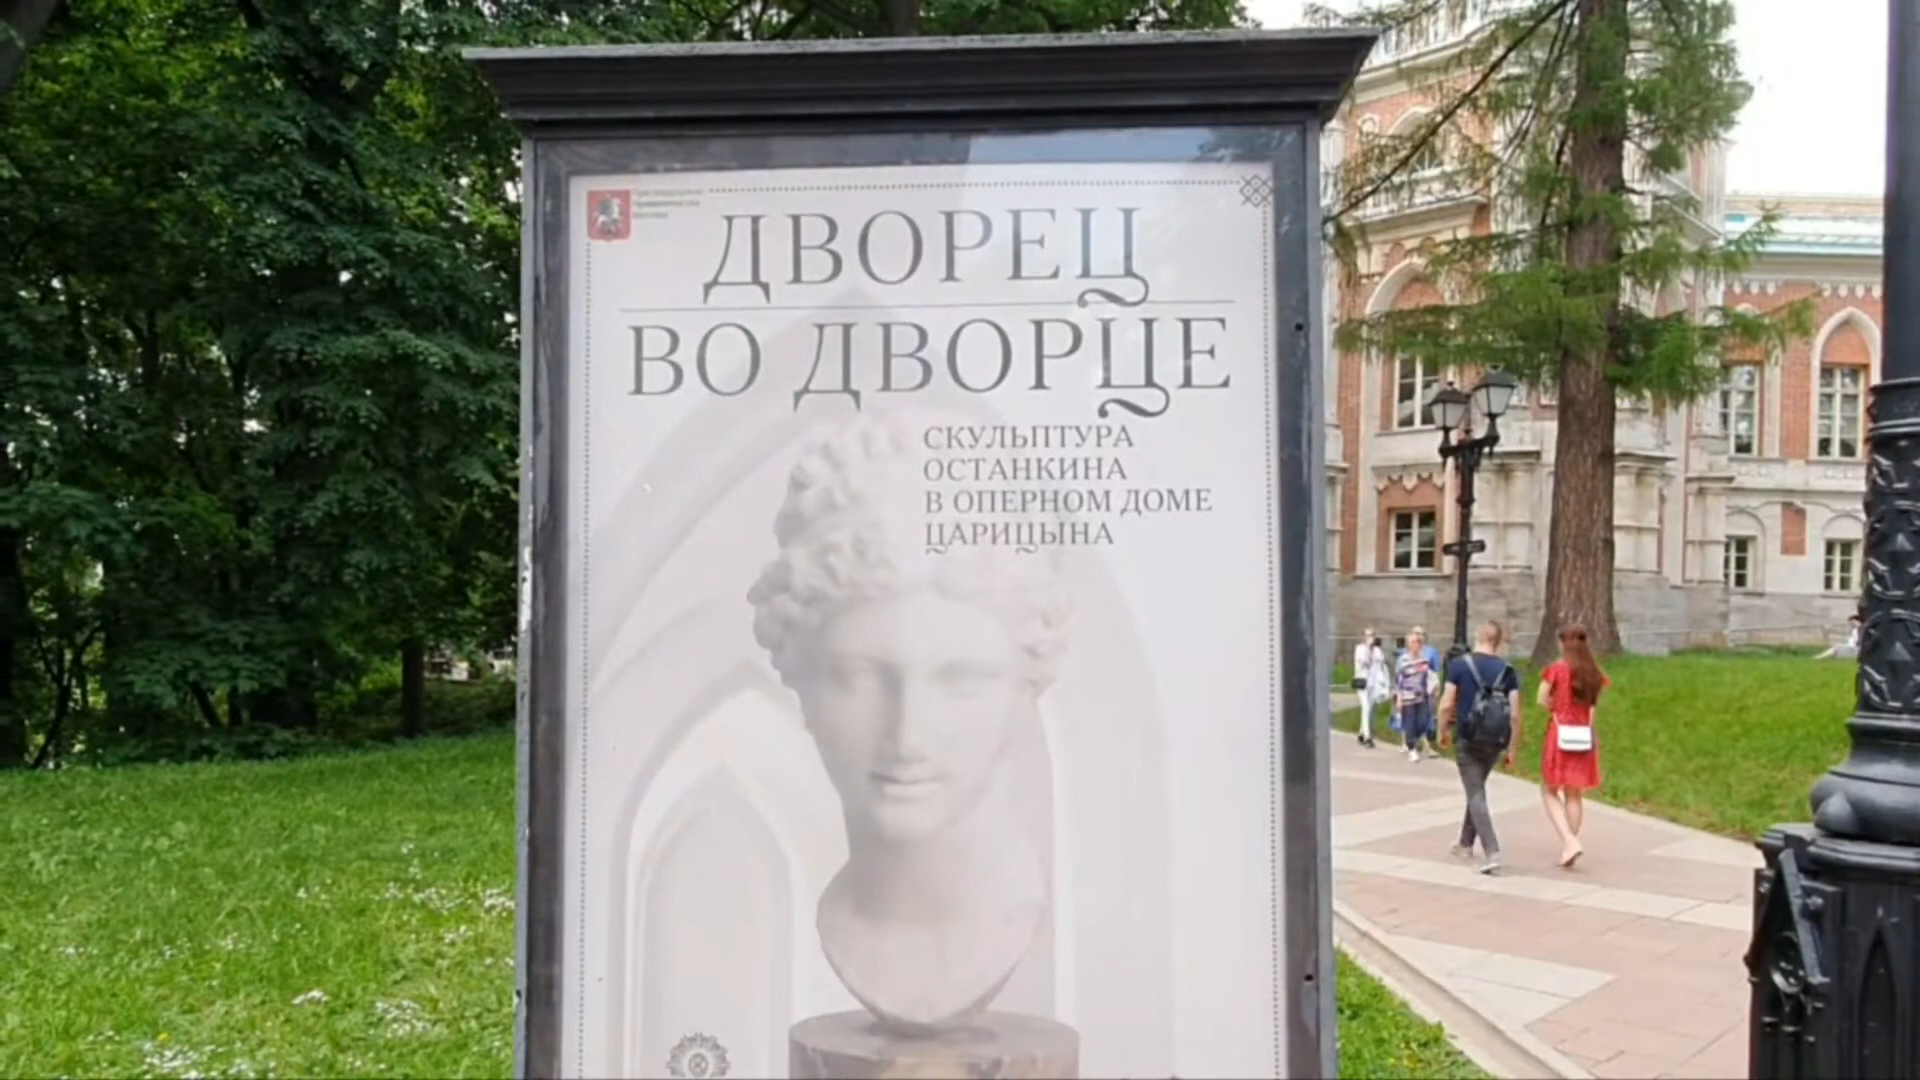 ДВОРЕЦ
ВО ДВОРЦЕ
СКУЛЬПТУРА
ОСТАНКИНА
В ОПЕРНОМ ДОМЕ
ЦАРИЦЫНА